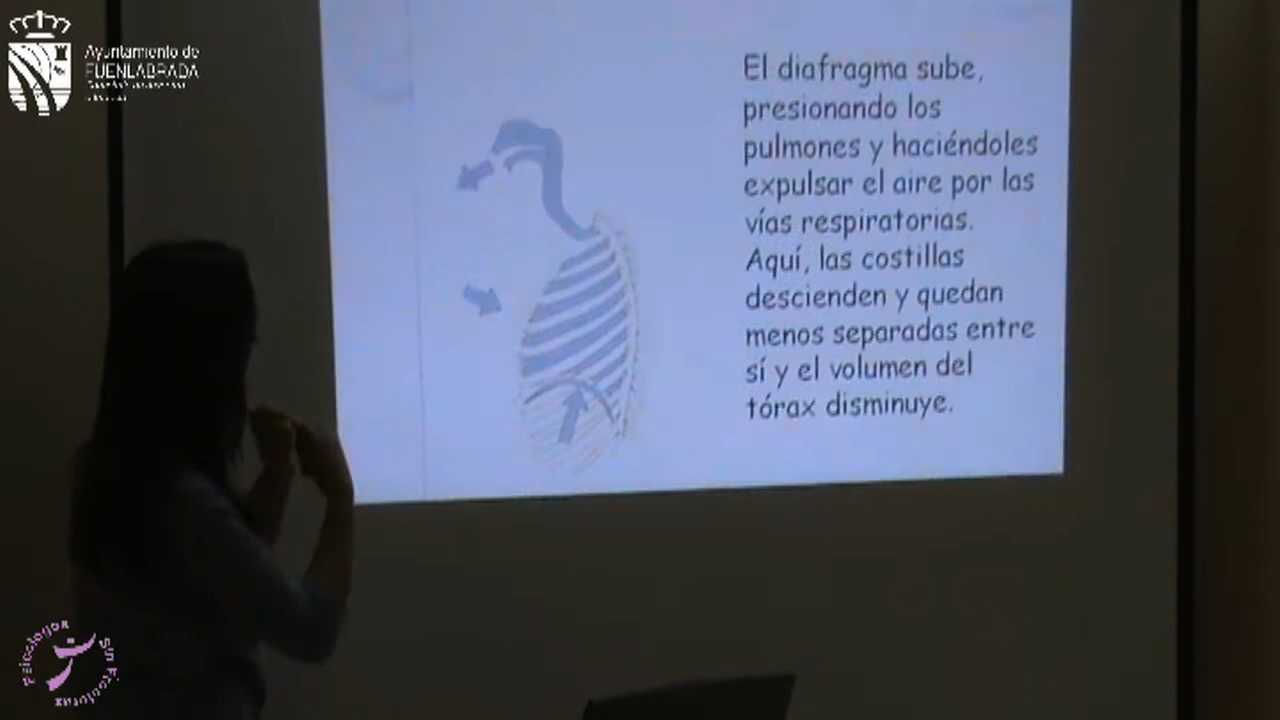 Ayuntamiento de
FUENLABRADA
El diafragma sube,
presionando los
pulmones y haciéndoles
expulsar el aire por las
vías respiratorias.
Aquí, las costillas
descienden y quedan
menos separadas entre
sí y el volumen del
tórax disminuye.
Psicólogos Sin Fronteras